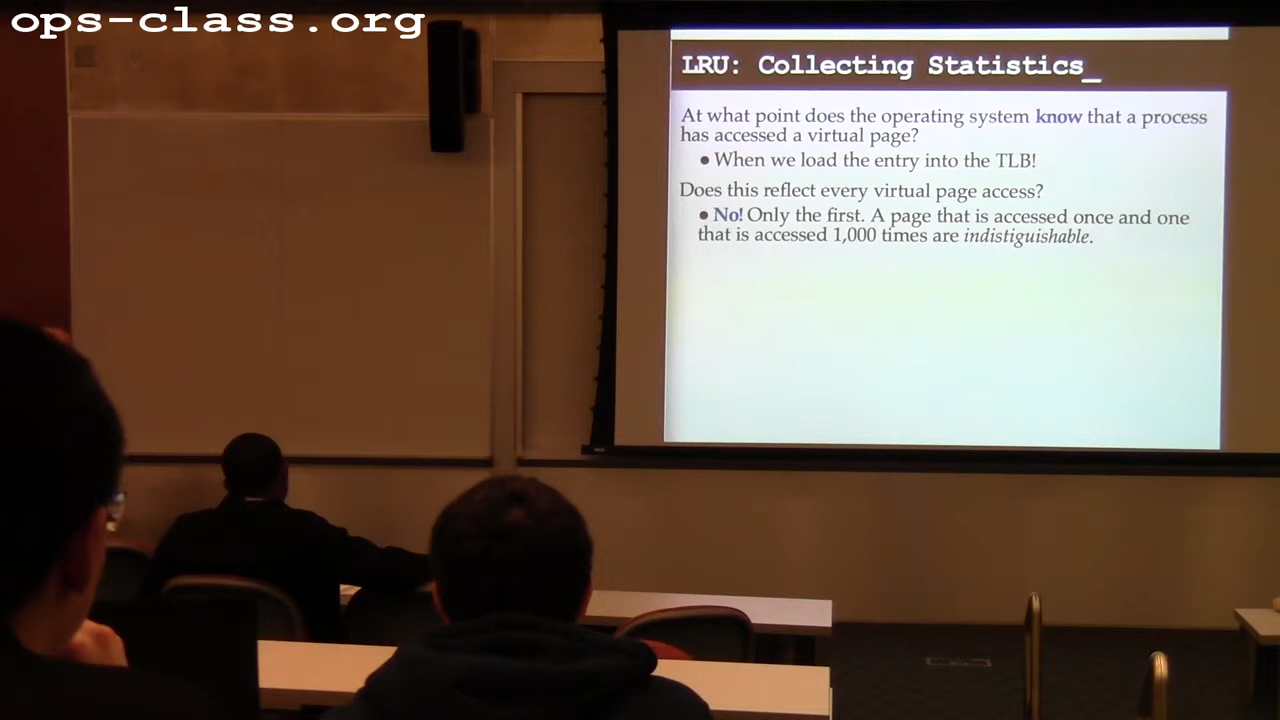 ops-class.org
LRU: Collecting Statistics_
At what point does the operating system know that a process
has accessed a virtual page?
● When we load the entry into the TLB!
Does this reflect every virtual page access?
● No! Only the first. A page that is accessed once and one
that is accessed 1,000 times are indistiguishable.